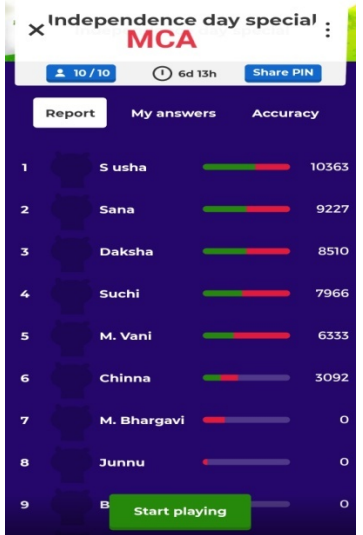 Independence day special
MCA
10/10 6d 13h Share PIN
Report My answers Accuracy
1 S usha 10363
2 Sana 9227
3 Daksha 8510
4 Suchi 7966
5 M. Vani 6333
6 Chinna 3092
7 M. Bhargavi 0
8 Junnu 0
9 B 0
Start playing